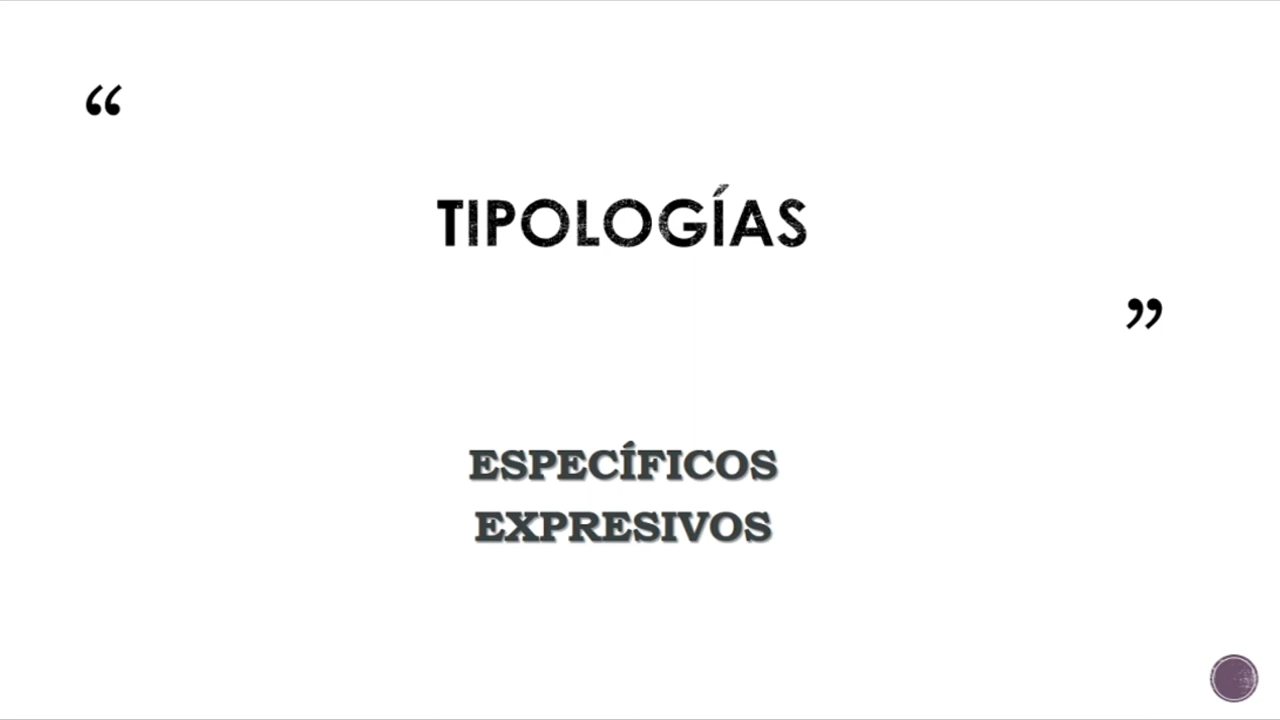 “
TIPOLOGÍAS
”
ESPECÍFICOS
EXPRESIVOS